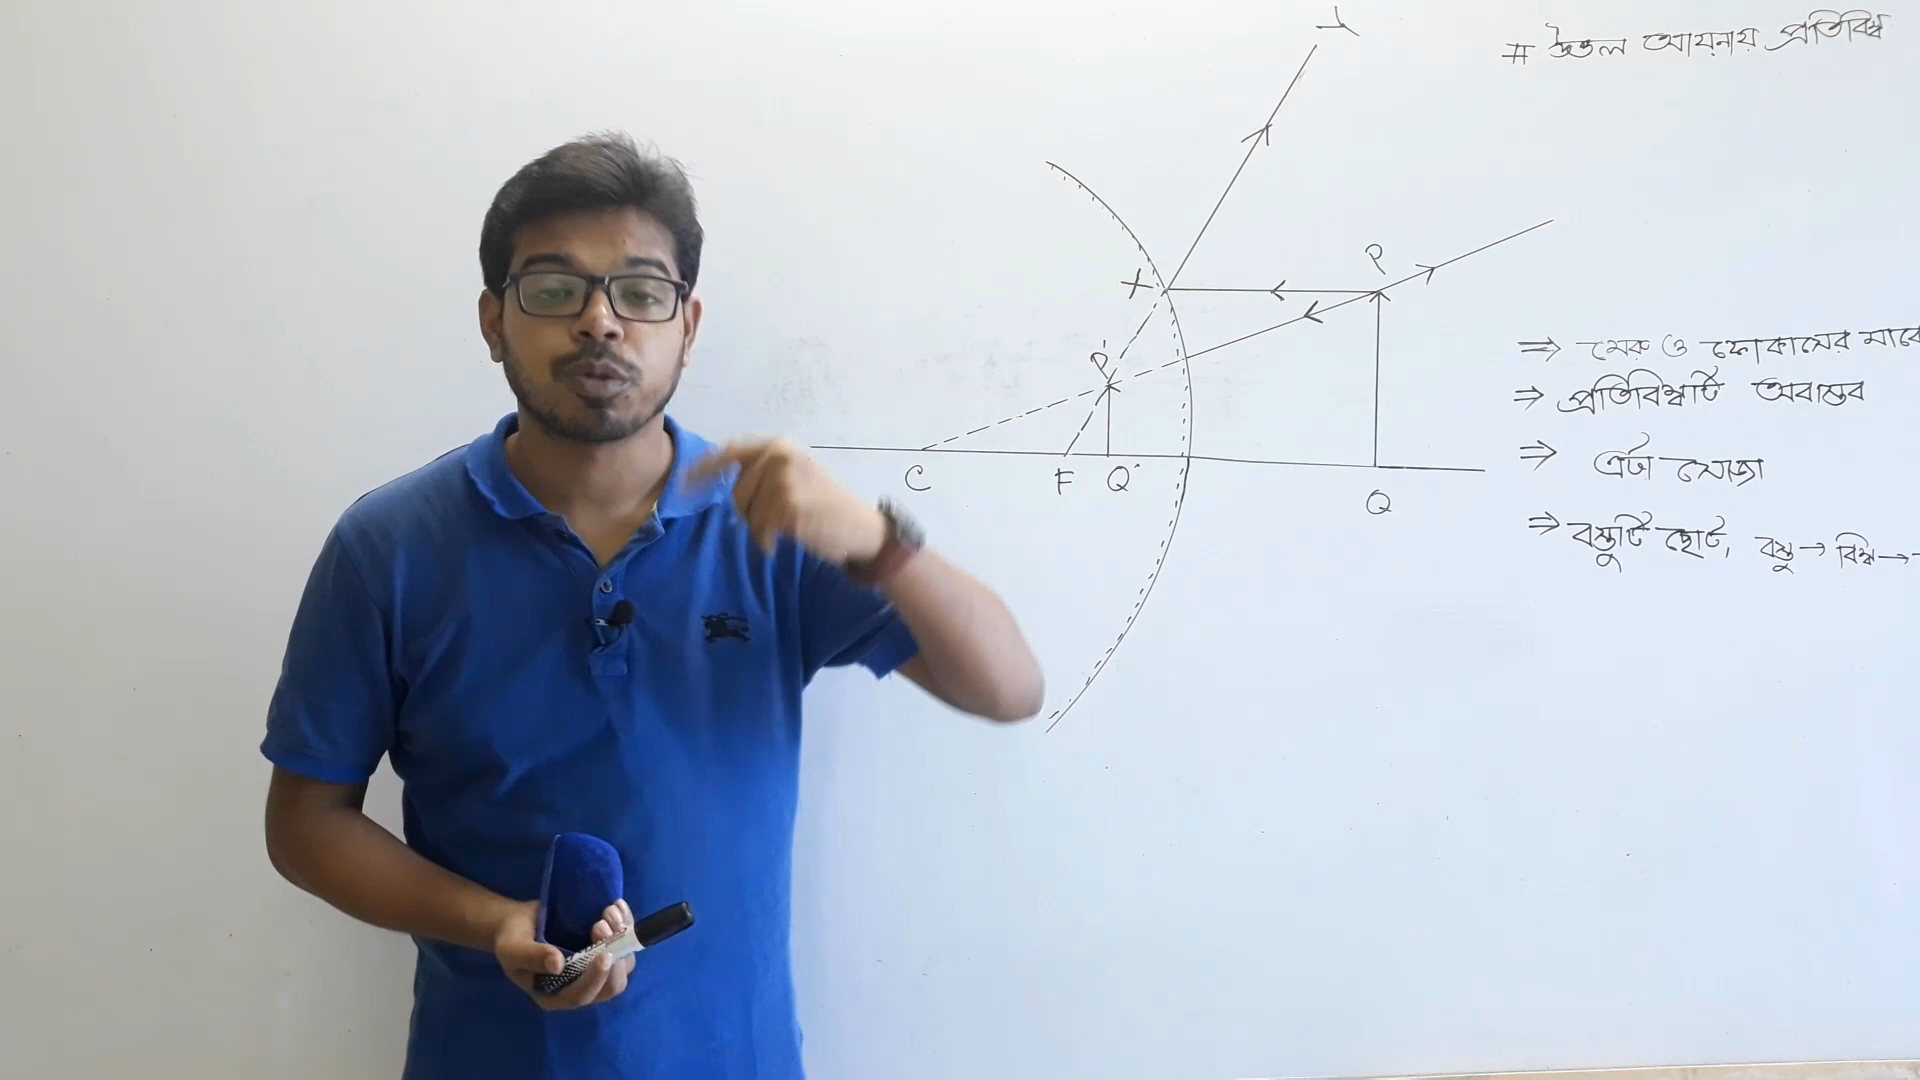 # উত্তল আয়নায় প্রতিবিম্ব
Y
P
X
P'
C F Q' Q
⇒ মেরু ও ফোকাসের মাঝে
⇒ প্রতিবিম্বটি অবাস্তব
⇒ এটা সোজা
⇒ বস্তুটি ছোট, বস্তু → বিম্ব →